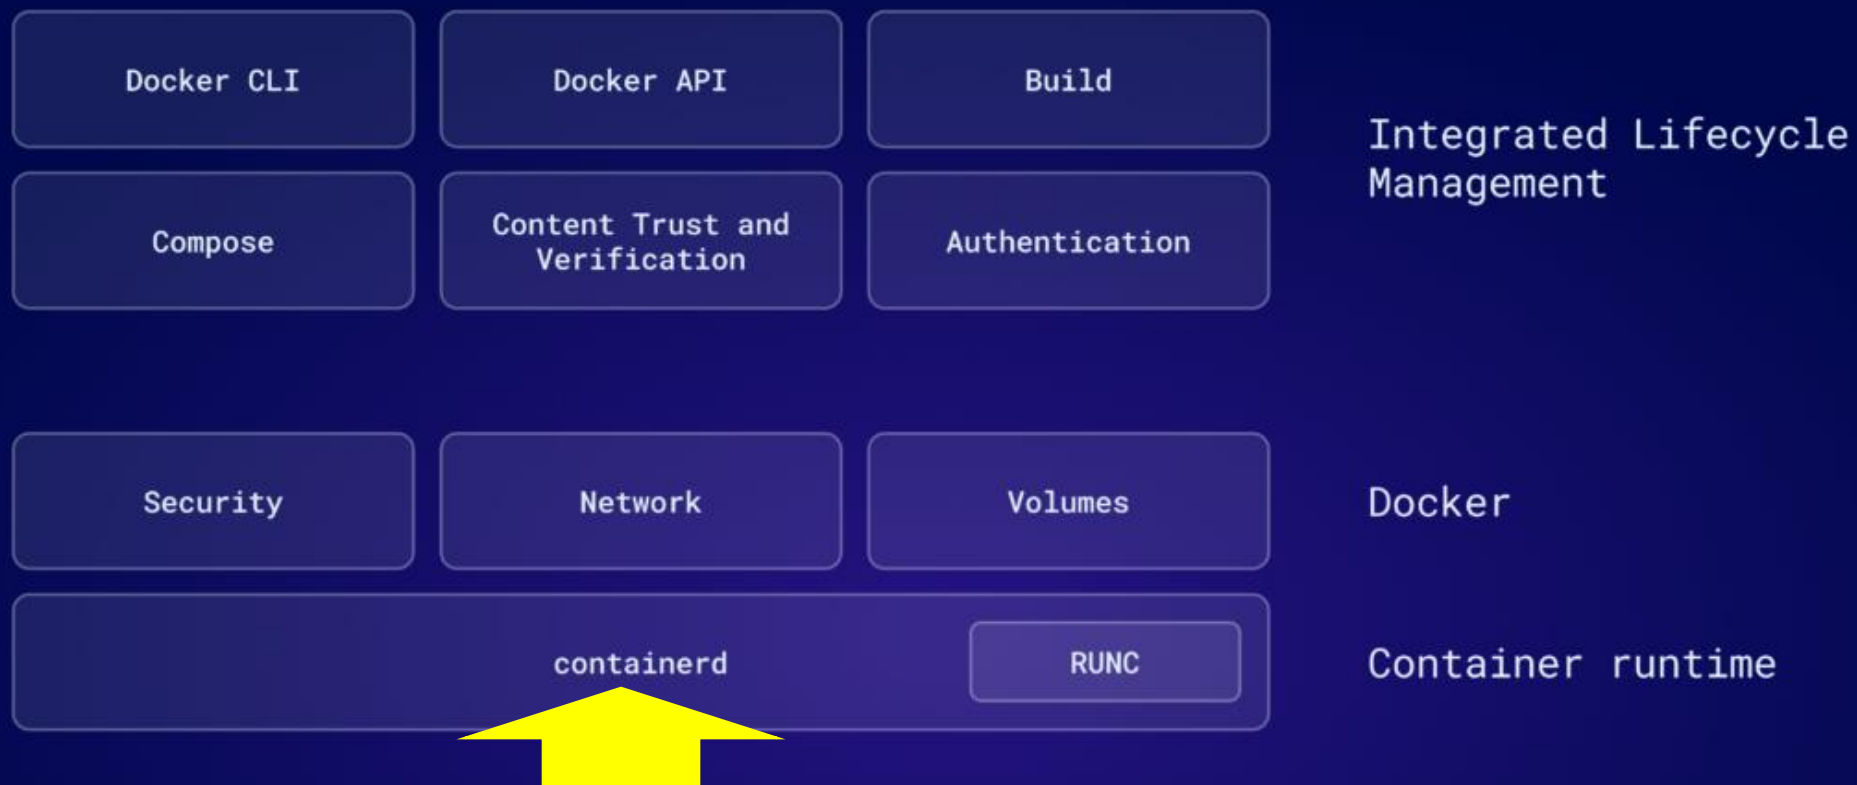 Docker CLI
Docker API
Build
Integrated Lifecycle
Management
Compose
Content Trust and
Verification
Authentication
Security
Network
Volumes
Docker
containerd
RUNC
Container runtime